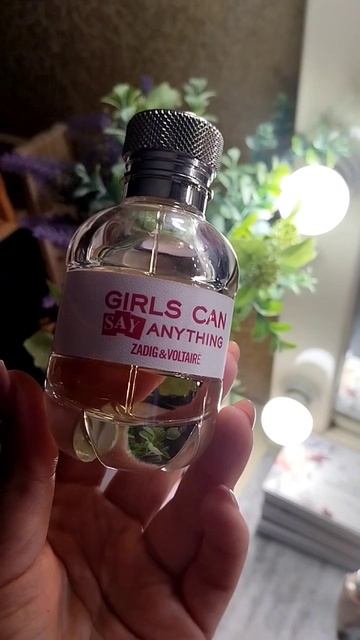 GIRLS CAN
SAY ANYTHING
ZADIG & VOLTAIRE